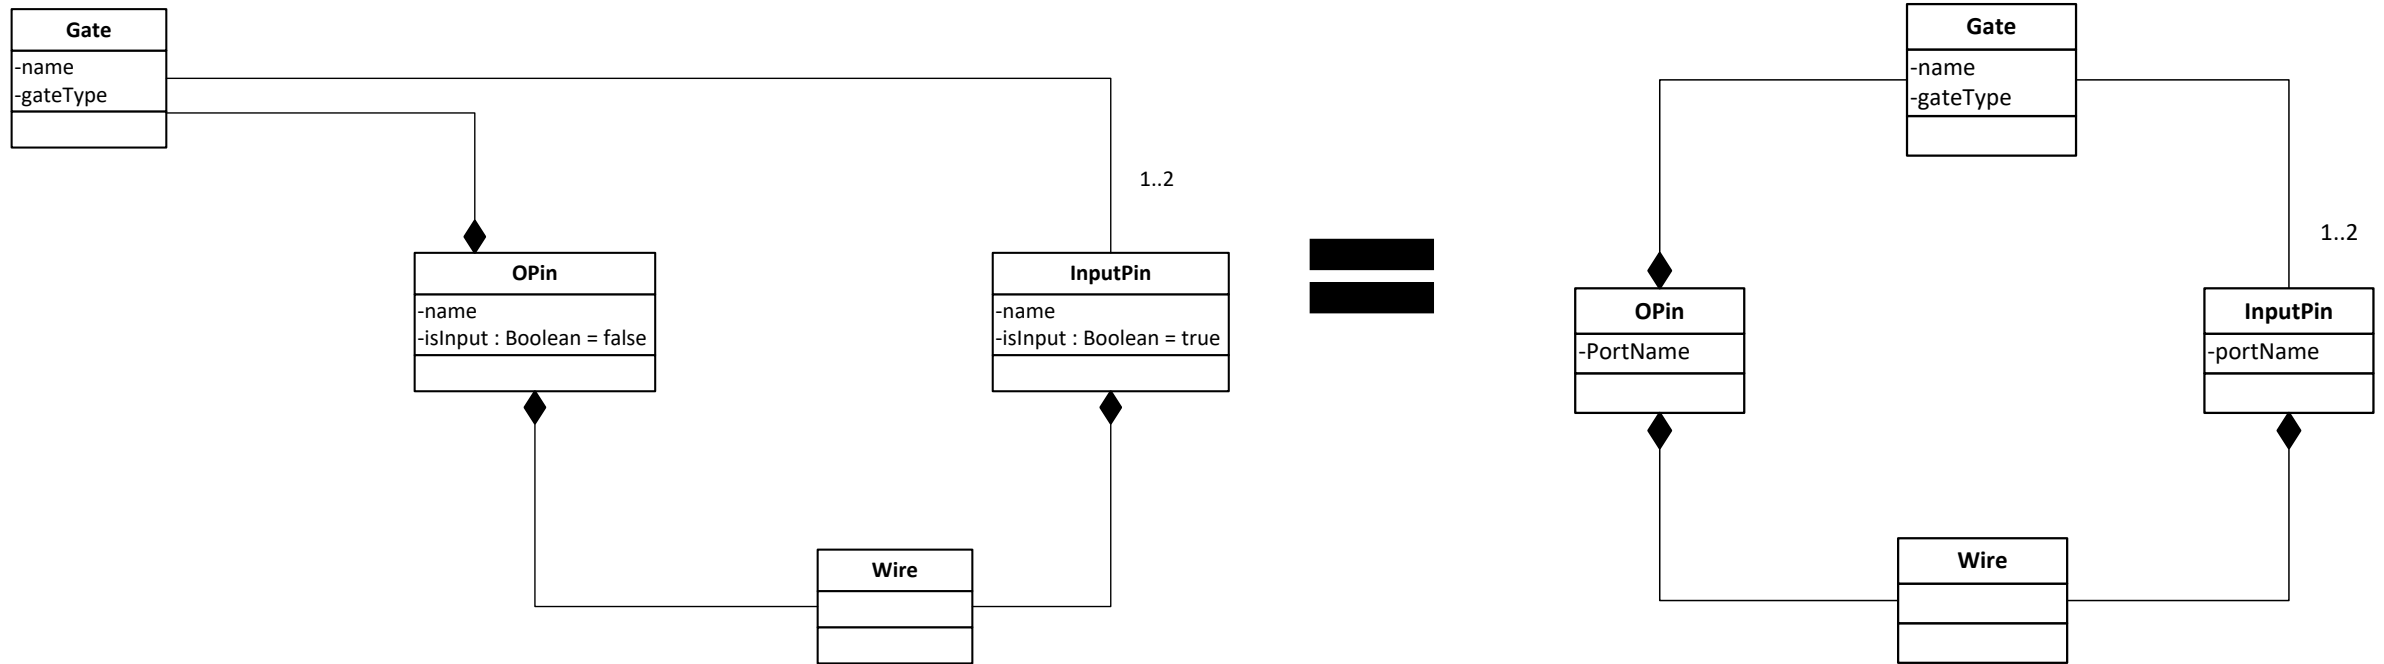 Gate
-name
-gateType
1..2
OPin
-name
-isInput : Boolean = false
InputPin
-name
-isInput : Boolean = true
Wire
Gate
-name
-gateType
1..2
OPin
-PortName
InputPin
-portName
Wire